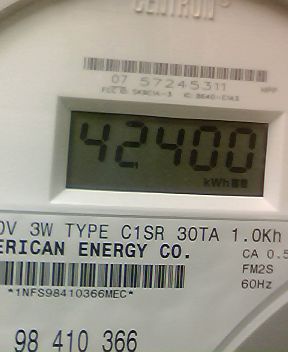 CENTRON®
07 57245311
42400
kWh
0V 3W TYPE C1SR 30TA 1.0Kh
ERICAN ENERGY CO.
CA 0.5
FM2S
60Hz
*1NFS98410366MEC*
98 410 366